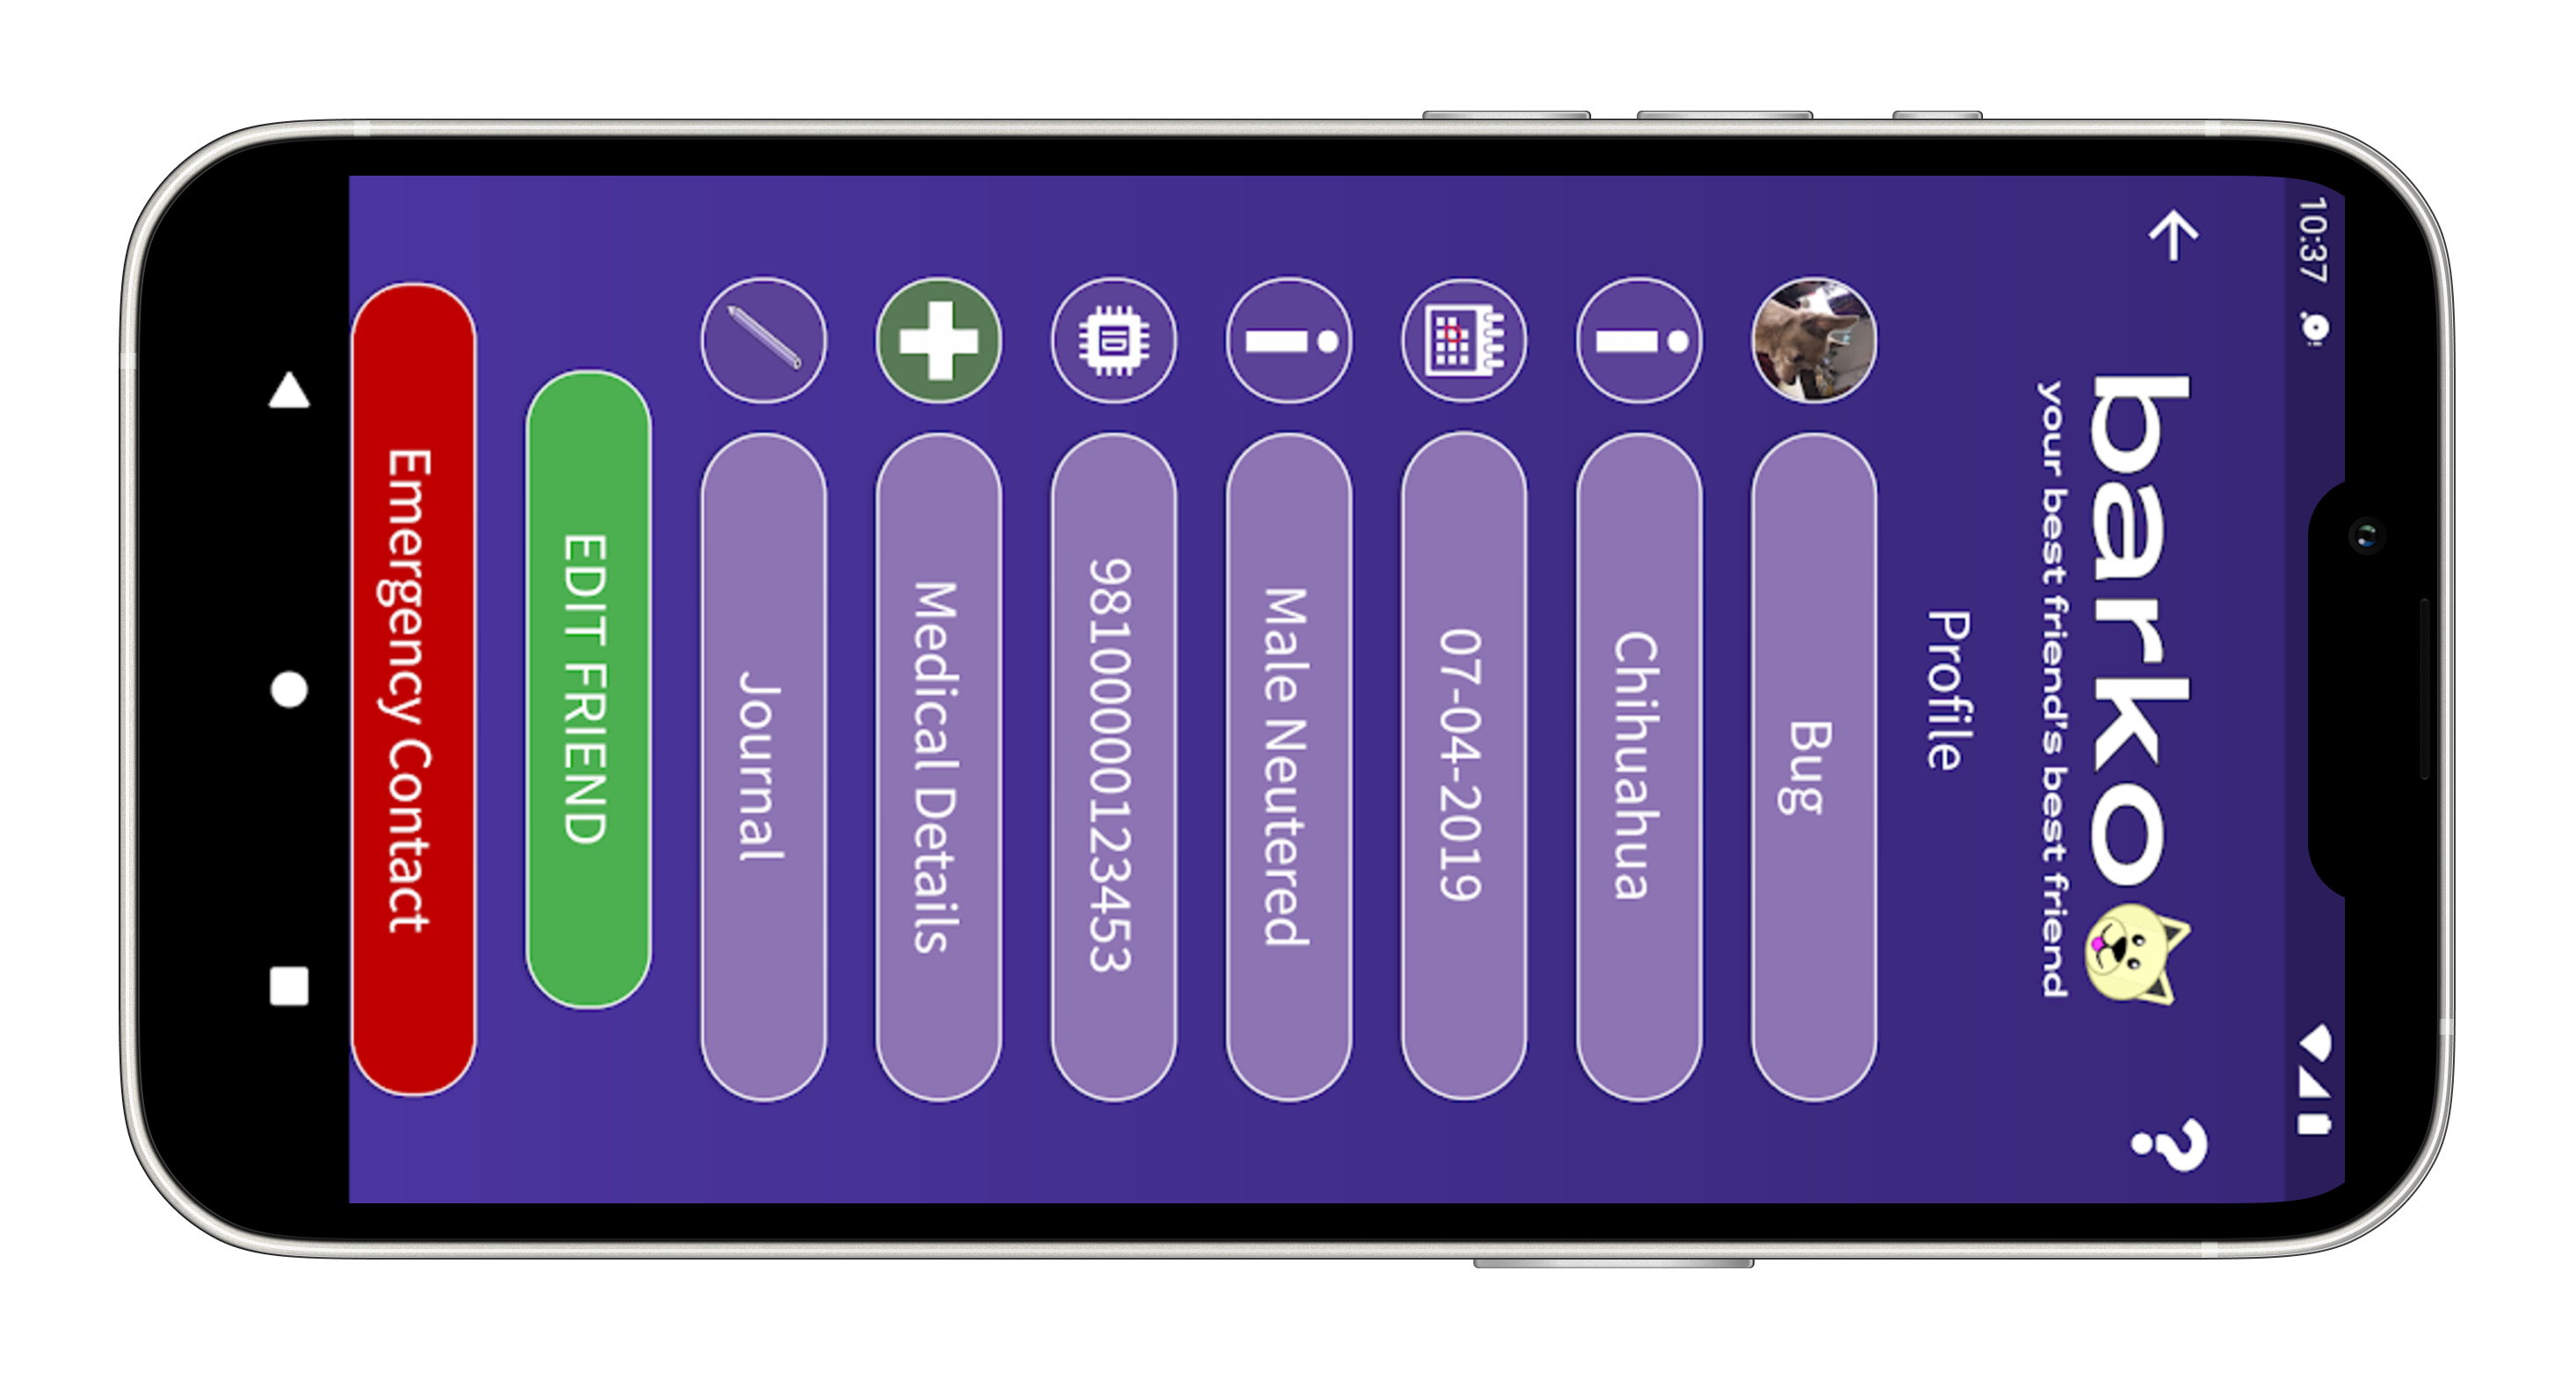 10:37
barko
your best friend's best friend
?
Profile
Bug
Chihuahua
07-04-2019
Male Neutered
981000000123453
ID
Medical Details
Journal
EDIT FRIEND
Emergency Contact